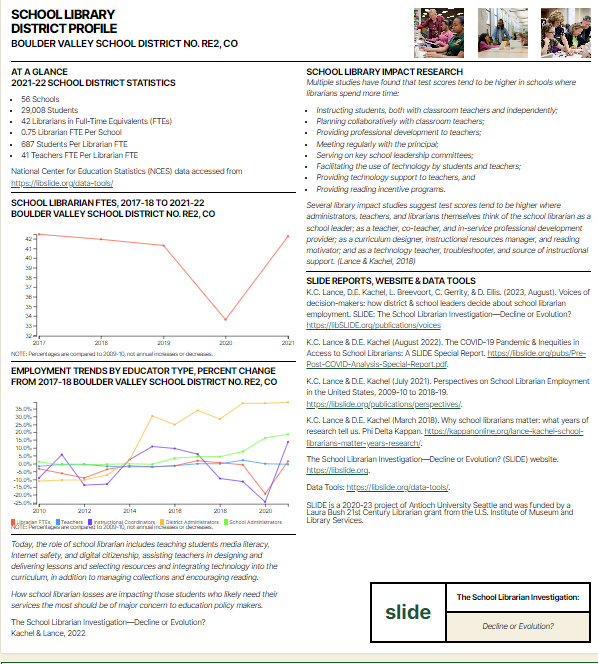 SCHOOL LIBRARY
DISTRICT PROFILE
BOULDER VALLEY SCHOOL DISTRICT NO. RE2, CO
AT A GLANCE
2021-22 SCHOOL DISTRICT STATISTICS
• 56 Schools
• 29,008 Students
• 42 Librarians in Full-Time Equivalents (FTEs)
• 0.75 Librarian FTE Per School
• 687 Students Per Librarian FTE
• 41 Teachers FTE Per Librarian FTE
National Center for Education Statistics (NCES) data accessed from
https://libslide.org/data-tools/
SCHOOL LIBRARIAN FTES, 2017-18 TO 2021-22
BOULDER VALLEY SCHOOL DISTRICT NO. RE2, CO
42
41
40
39
38
37
36
35
34
33
32
2017 2018 2019 2020 2021
NOTE: Percentages are compared to 2009-10, not annual increases or decreases.
EMPLOYMENT TRENDS BY EDUCATOR TYPE, PERCENT CHANGE
FROM 2017-18 BOULDER VALLEY SCHOOL DISTRICT NO. RE2, CO
35.0%
30.0%
25.0%
20.0%
15.0%
10.0%
5.0%
0.0%
-5.0%
-10.0%
-15.0%
-20.0%
-25.0%
2010 2012 2014 2016 2018 2020
Librarian FTEs Teachers Instructional Coordinators District Administrators School Administrators
NOTE: Percentages are compared to 2009-10, not annual increases or decreases.
Today, the role of school librarian includes teaching students media literacy,
Internet safety, and digital citizenship, assisting teachers in designing and
delivering lessons and selecting resources and integrating technology into the
curriculum, in addition to managing collections and encouraging reading.
How school librarian losses are impacting those students who likely need their
services the most should be of major concern to education policy makers.
The School Librarian Investigation—Decline or Evolution?
Kachel & Lance, 2022
SCHOOL LIBRARY IMPACT RESEARCH
Multiple studies have found that test scores tend to be higher in schools where
librarians spend more time:
• Instructing students, both with classroom teachers and independently;
• Planning collaboratively with classroom teachers;
• Providing professional development to teachers;
• Meeting regularly with the principal;
• Serving on key school leadership committees;
• Facilitating the use of technology by students and teachers;
• Providing technology support to teachers, and
• Providing reading incentive programs.
Several library impact studies suggest test scores tend to be higher where
administrators, teachers, and librarians themselves think of the school librarian as a
school leader; as a teacher, co-teacher, and in-service professional development
provider; as a curriculum designer, instructional resources manager, and reading
motivator; and as a technology teacher, troubleshooter, and source of instructional
support. (Lance & Kachel, 2018)
SLIDE REPORTS, WEBSITE & DATA TOOLS
K.C. Lance, D.E. Kachel, L. Breevoort, C. Gerrity, & D. Ellis. (2023, August). Voices of
decision-makers: how district & school leaders decide about school librarian
employment. SLIDE: The School Librarian Investigation—Decline or Evolution?
https://libSLIDE.org/publications/voices
K.C. Lance & D.E. Kachel (August 2022). The COVID-19 Pandemic & Inequities in
Access to School Librarians: A SLIDE Special Report. https://libslide.org/pubs/Pre-
Post-COVID-Analysis-Special-Report.pdf.
K.C. Lance & D.E. Kachel (July 2021). Perspectives on School Librarian Employment
in the United States, 2009-10 to 2018-19.
https://libslide.org/publications/perspectives/.
K.C. Lance & D.E. Kachel (March 2018). Why school librarians matter: what years of
research tell us. Phi Delta Kappan. https://kappanonline.org/lance-kachel-school-
librarians-matter-years-research/.
The School Librarian Investigation—Decline or Evolution? (SLIDE) website.
https://libslide.org.
Data Tools: https://libslide.org/data-tools/.
SLIDE is a 2020-23 project of Antioch University Seattle and was funded by a
Laura Bush 21st Century Librarian grant from the U.S. Institute of Museum and
Library Services.
slide
The School Librarian Investigation:
Decline or Evolution?